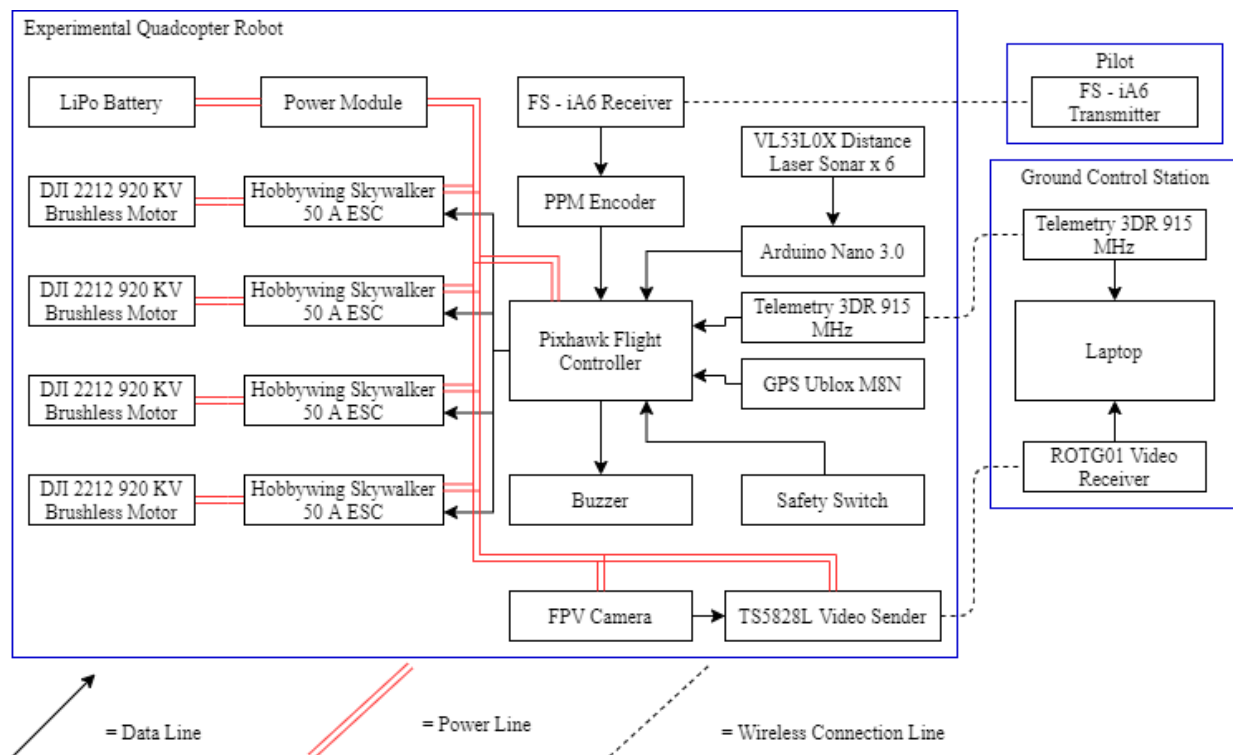 Experimental Quadcopter Robot
LiPo Battery
Power Module
FS - iA6 Receiver
Pilot
FS - iA6
Transmitter
VL53L0X Distance
Laser Sonar x 6
DJI 2212 920 KV
Brushless Motor
Hobbywing Skywalker
50 A ESC
PPM Encoder
Ground Control Station
Telemetry 3DR 915
MHz
Arduino Nano 3.0
DJI 2212 920 KV
Brushless Motor
Hobbywing Skywalker
50 A ESC
Pixhawk Flight
Controller
Telemetry 3DR 915
MHz
Laptop
GPS Ublox M8N
DJI 2212 920 KV
Brushless Motor
Hobbywing Skywalker
50 A ESC
DJI 2212 920 KV
Brushless Motor
Hobbywing Skywalker
50 A ESC
Buzzer
Safety Switch
ROTG01 Video
Receiver
FPV Camera
TS5828L Video Sender
= Data Line
= Power Line
= Wireless Connection Line